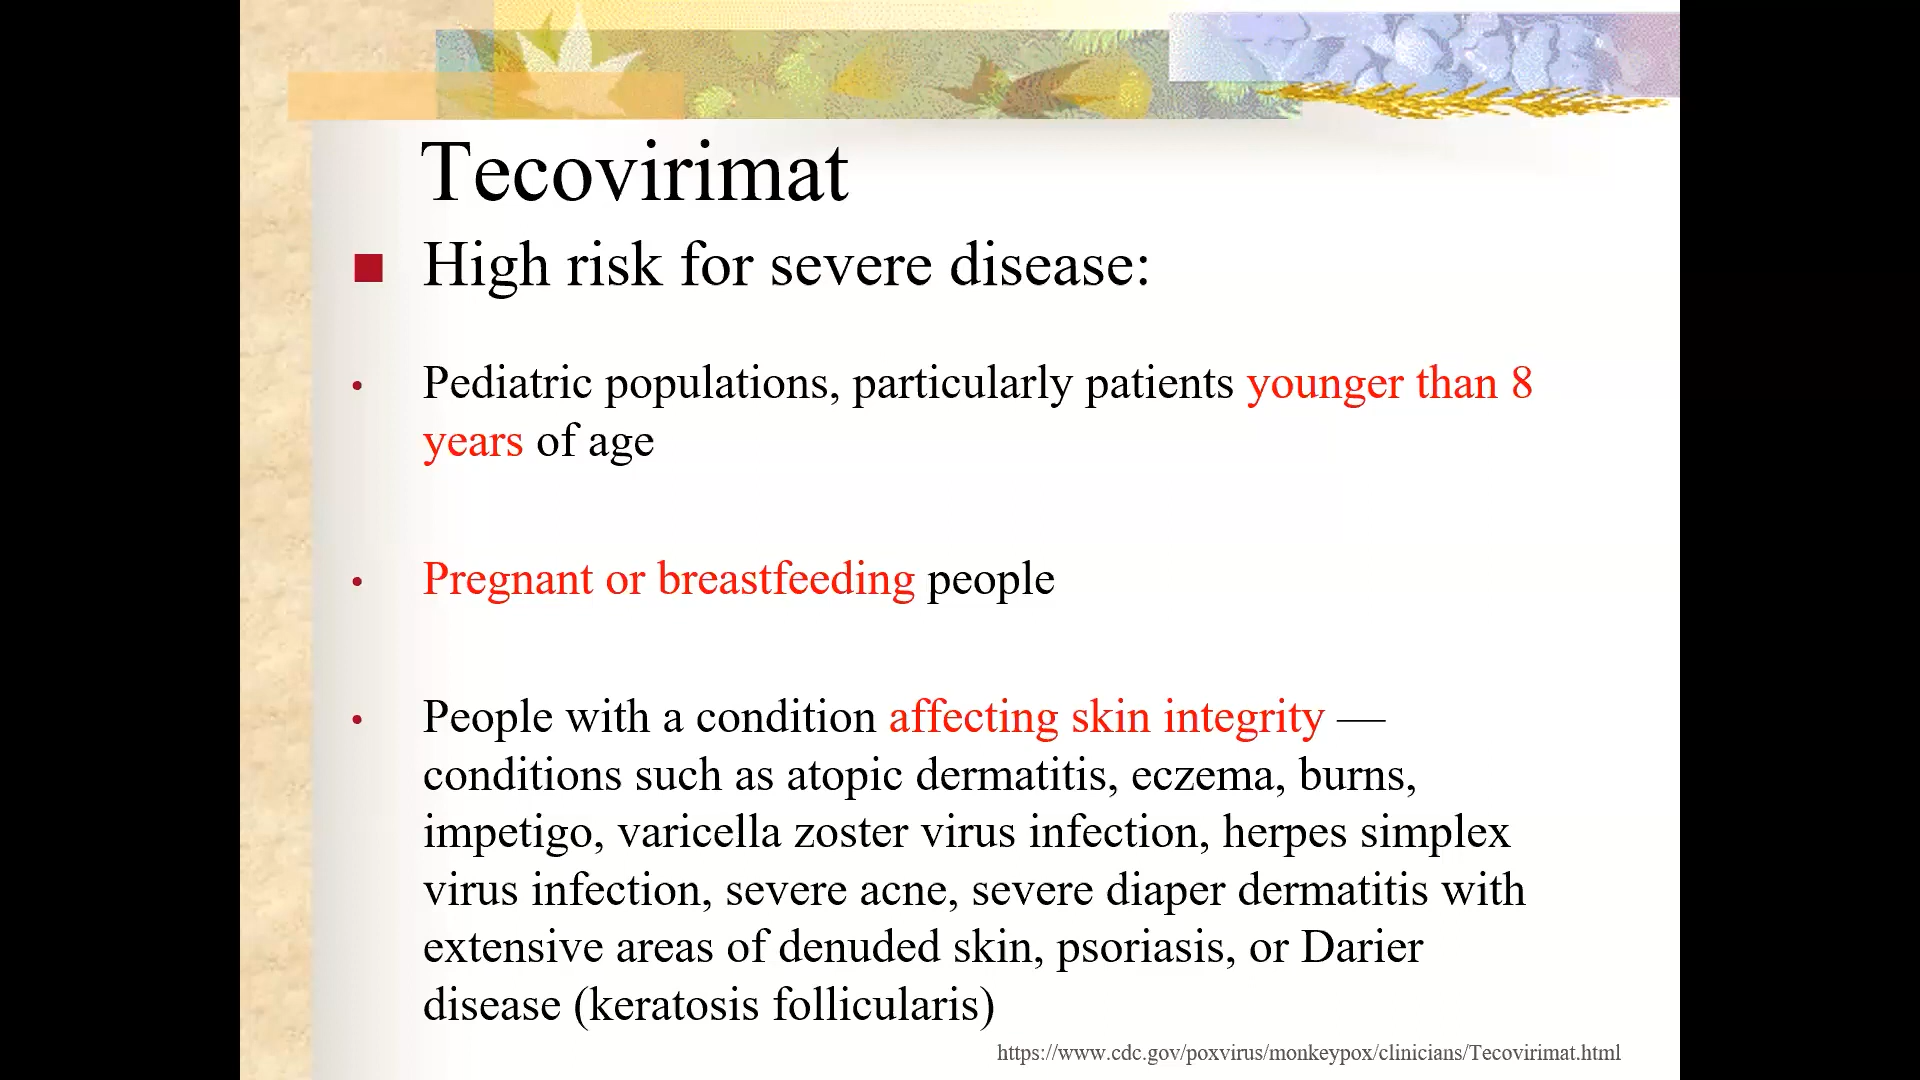 Tecovirimat
High risk for severe disease:
• Pediatric populations, particularly patients younger than 8
years of age
• Pregnant or breastfeeding people
• People with a condition affecting skin integrity —
conditions such as atopic dermatitis, eczema, burns,
impetigo, varicella zoster virus infection, herpes simplex
virus infection, severe acne, severe diaper dermatitis with
extensive areas of denuded skin, psoriasis, or Darier
disease (keratosis follicularis)
https://www.cdc.gov/poxvirus/monkeypox/clinicians/Tecovirimat.html